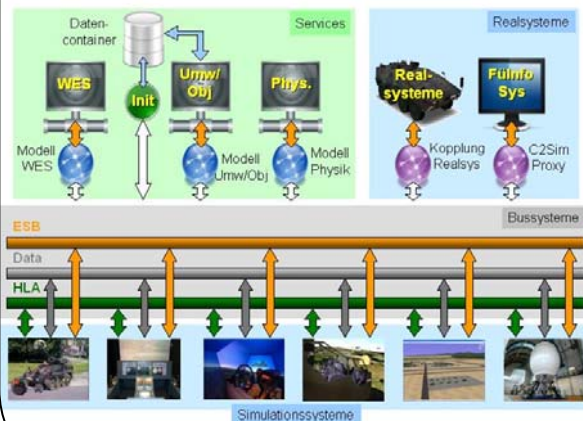 Daten-
container
Services
Realsysteme
WES
Init
Umw/
Obj
Phys.
Real-
systeme
FüInfo
Sys
Modell
WES
Modell
Umw/Obj
Modell
Physik
Kopplung
Realsys
C2Sim
Proxy
Bussysteme
ESB
Data
HLA
Simulationssysteme